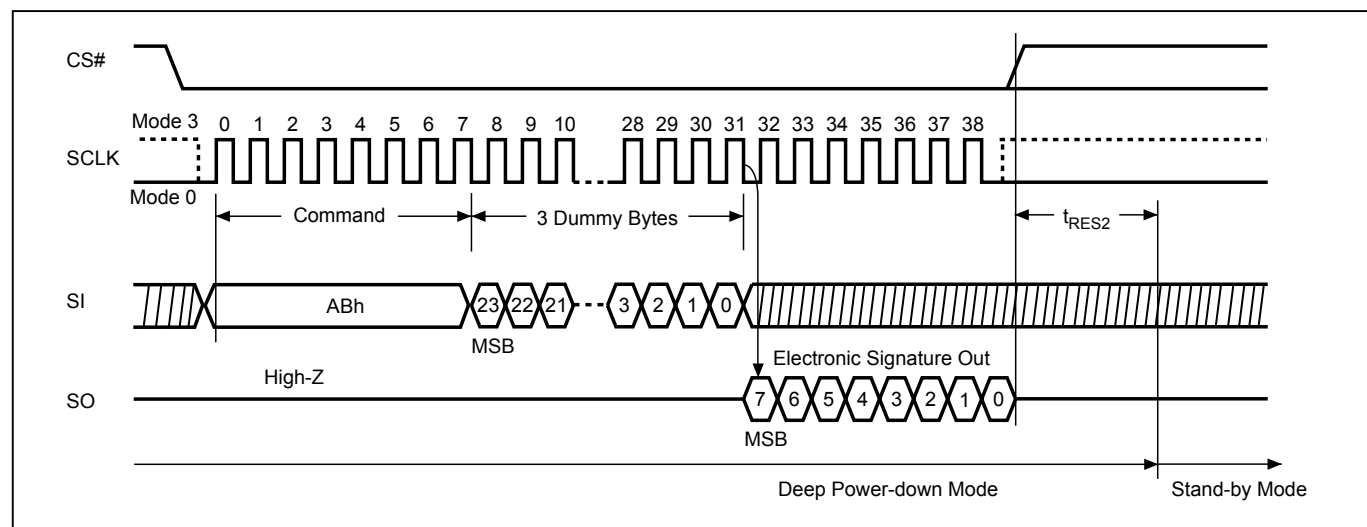 CS#
Mode 3
0 1 2 3 4 5 6 7 8 9 10 28 29 30 31 32 33 34 35 36 37 38
SCLK
Mode 0
Command
3 Dummy Bytes
tRES2
SI
ABh
23 22 21 3 2 1 0
MSB
Electronic Signature Out
High-Z
SO
7 6 5 4 3 2 1 0
MSB
Deep Power-down Mode
Stand-by Mode